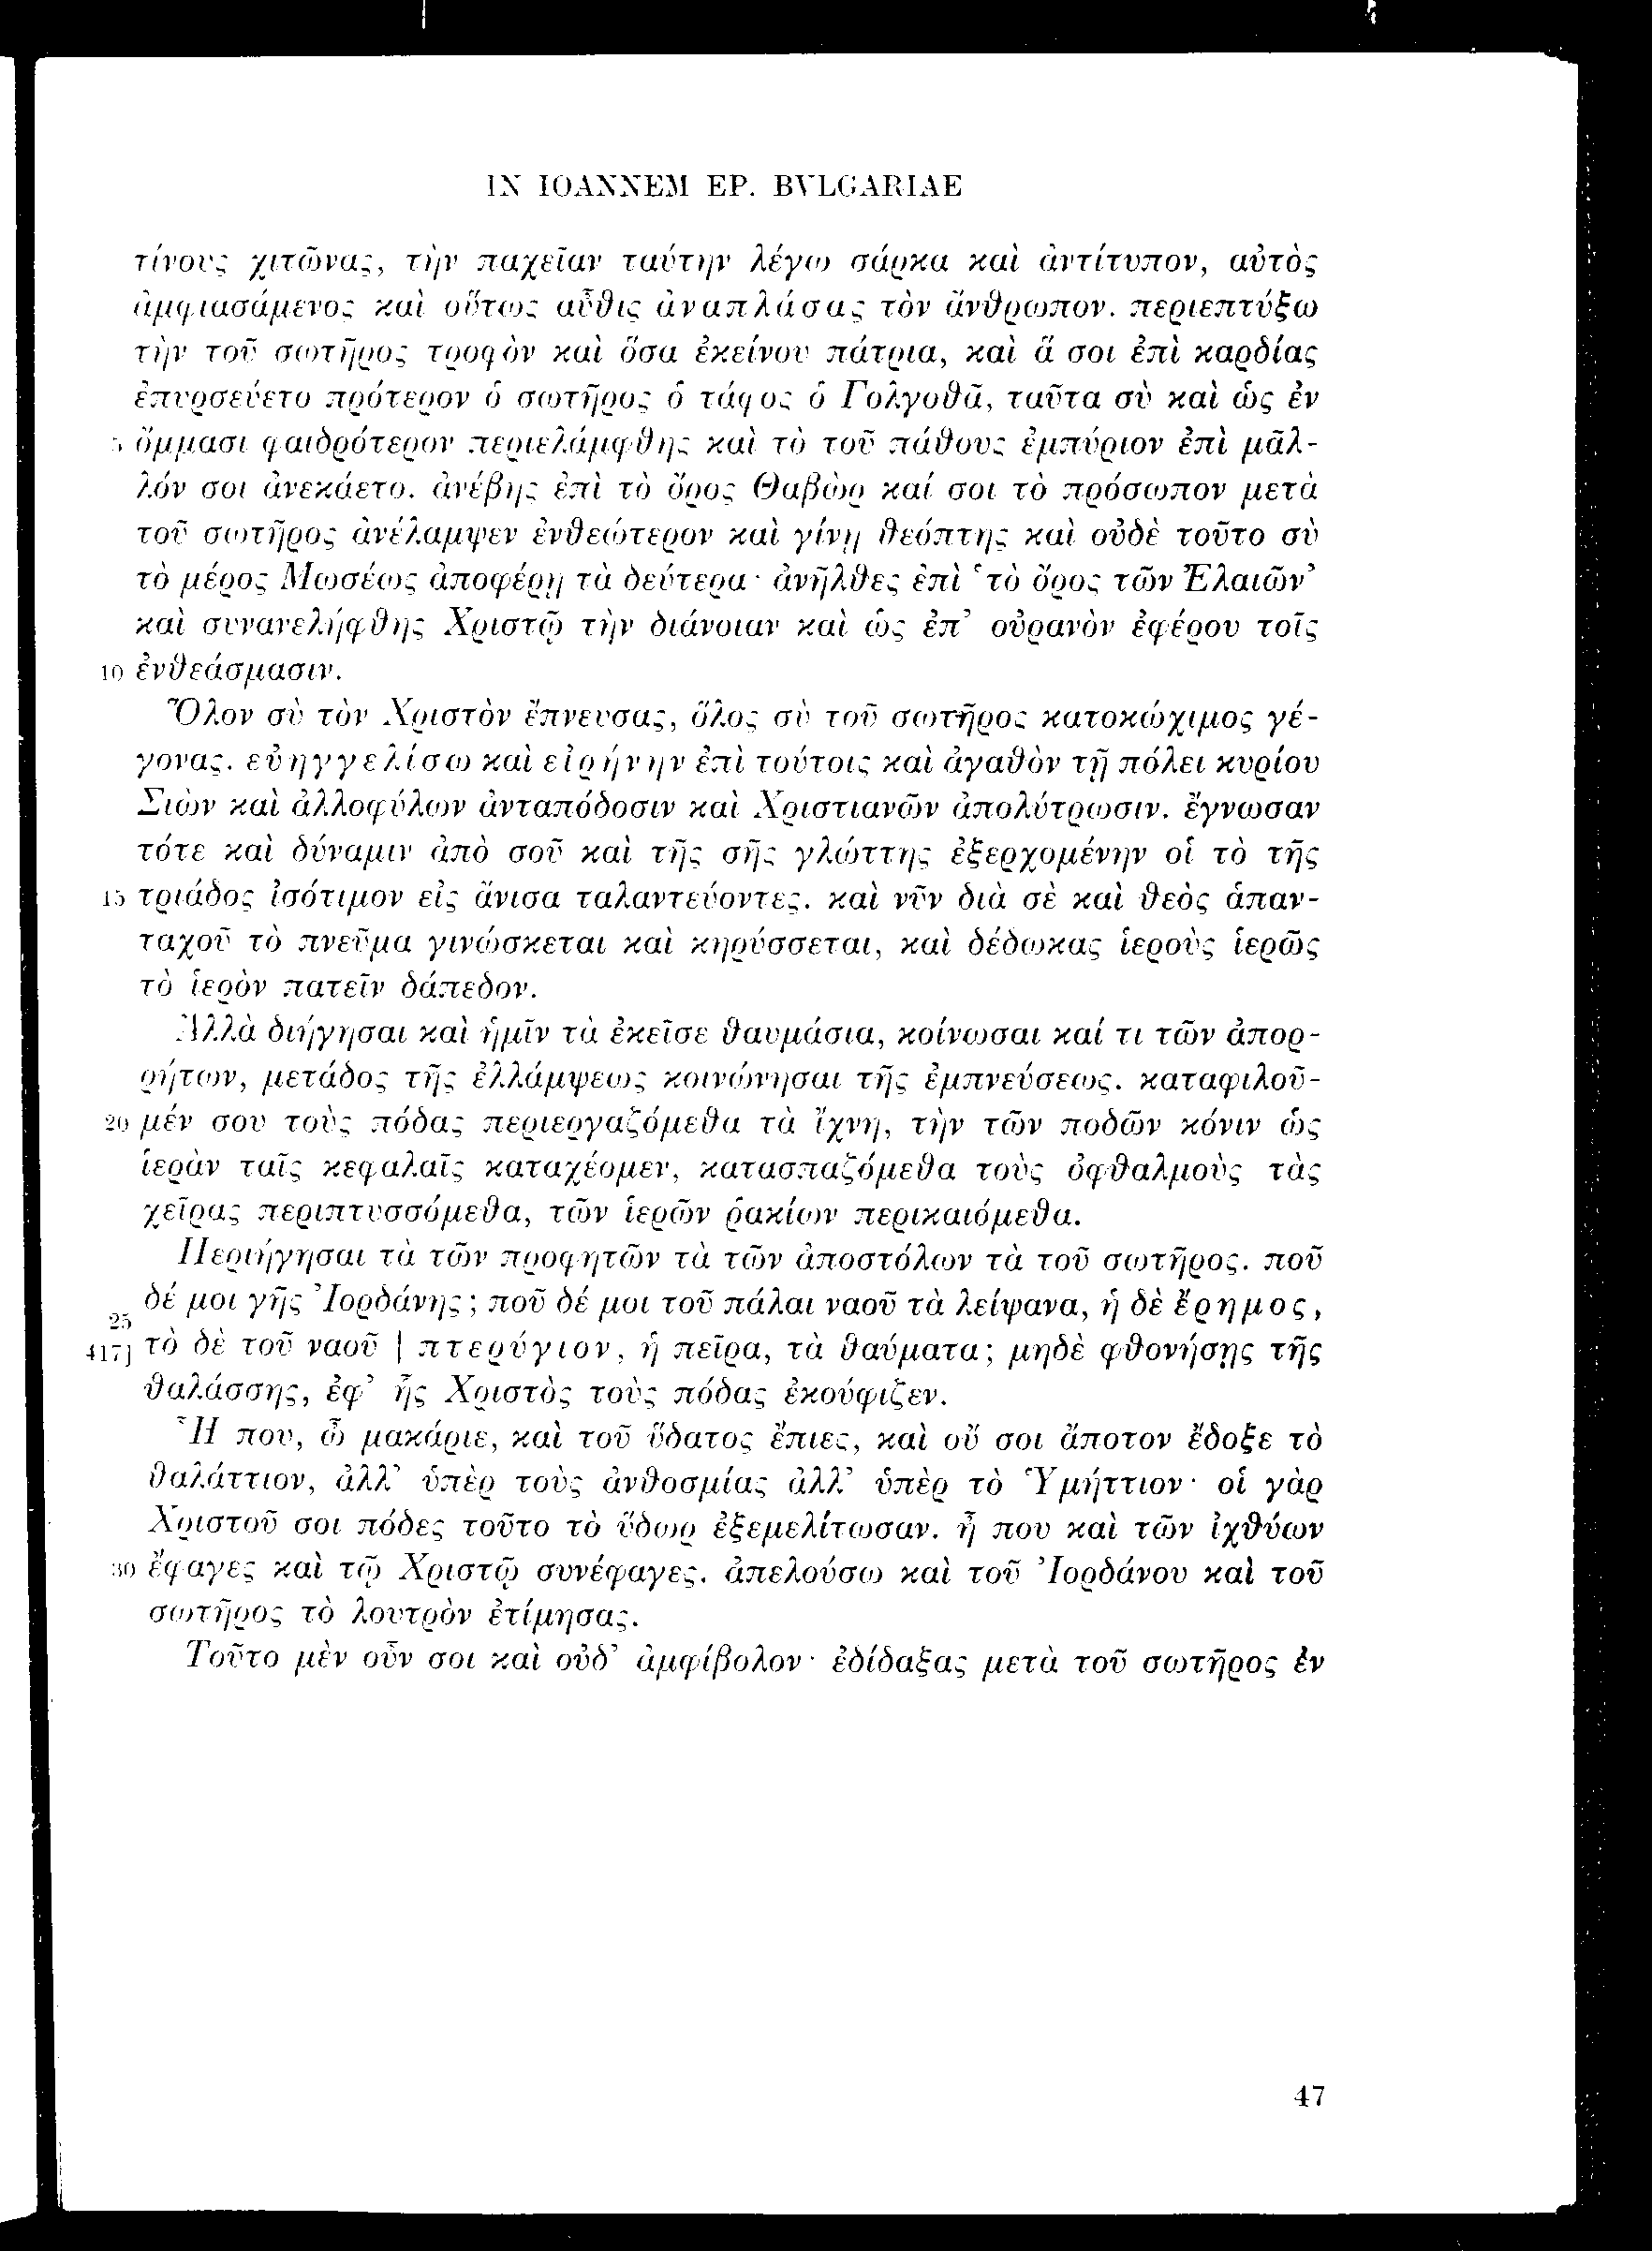 IN IOANNEM EP. BVLGARIAE
τίνους χιτῶνας, τὴν παχεῖαν ταύτην λέγω σάρκα καὶ ἀντίτυπον, αὐτὸς
ἀμφιασάμενος καὶ οὕτως αὖθις ἀναπλάσας τὸν ἄνθρωπον. περιεπτύξω
τὴν τοῦ σωτῆρος τροφὸν καὶ ὅσα ἐκείνου πάτρια, καὶ ἅ σοι ἐπὶ καρδίας
ἐπυρσεύετο πρότερον ὁ σωτῆρος ὁ τάφος ὁ Γολγοθᾶ, ταῦτα σὺ καὶ ὡς ἐν
5 ὄμμασι φαιδρότερον περιελάμφθης καὶ τὸ τοῦ πάθους ἐμπύριον ἐπὶ μᾶλ-
λόν σοι ἀνεκάετο. ἀνέβης ἐπὶ τὸ ὄρος Θαβὼρ καί σοι τὸ πρόσωπον μετὰ
τοῦ σωτῆρος ἀνέλαμψεν ἐνθεώτερον καὶ γίνῃ θεόπτης καὶ οὐδὲ τοῦτο σὺ
τὸ μέρος Μωσέως ἀποφέρῃ τὰ δεύτερα· ἀνῆλθες ἐπὶ ‘τὸ ὄρος τῶν Ἐλαιῶν’
καὶ συνανελήφθης Χριστῷ τὴν διάνοιαν καὶ ὡς ἐπ’ οὐρανὸν ἐφέρου τοῖς
10 ἐνθεάσμασιν.
Ὅλον σὺ τὸν Χριστὸν ἔπνευσας, ὅλος σὺ τοῦ σωτῆρος κατοκώχιμος γέ-
γονας. εὐηγγελίσω καὶ εἰρήνην ἐπὶ τούτοις καὶ ἀγαθὸν τῇ πόλει κυρίου
Σιὼν καὶ ἀλλοφύλων ἀνταπόδοσιν καὶ Χριστιανῶν ἀπολύτρωσιν. ἔγνωσαν
τότε καὶ δύναμιν ἀπὸ σοῦ καὶ τῆς σῆς γλώττης ἐξερχομένην οἱ τὸ τῆς
15 τριάδος ἰσότιμον εἰς ἄνισα ταλαντεύοντες. καὶ νῦν διὰ σὲ καὶ θεὸς ἁπαν-
ταχοῦ τὸ πνεῦμα γινώσκεται καὶ κηρύσσεται, καὶ δέδωκας ἱεροὺς ἱερῶς
τὸ ἱερὸν πατεῖν δάπεδον.
Ἀλλὰ διήγησαι καὶ ἡμῖν τὰ ἐκεῖσε θαυμάσια, κοίνωσαι καί τι τῶν ἀπορ-
ρήτων, μετάδος τῆς ἐλλάμψεως κοινώνησαι τῆς ἐμπνεύσεως. καταφιλοῦ-
20 μέν σου τοὺς πόδας περιεργαζόμεθα τὰ ἴχνη, τὴν τῶν ποδῶν κόνιν ὡς
ἱερὰν ταῖς κεφαλαῖς καταχέομεν, κατασπαζόμεθα τοὺς ὀφθαλμοὺς τὰς
χεῖρας περιπτυσσόμεθα, τῶν ἱερῶν ῥακίων περικαιόμεθα.
Περιήγησαι τὰ τῶν προφητῶν τὰ τῶν ἀποστόλων τὰ τοῦ σωτῆρος. ποῦ
δέ μοι γῆς Ἰορδάνης; ποῦ δέ μοι τοῦ πάλαι ναοῦ τὰ λείψανα, ἡ δὲ ἔρημος,
25
417] τὸ δὲ τοῦ ναοῦ | πτερύγιον, ἡ πεῖρα, τὰ θαύματα; μηδὲ φθονήσῃς τῆς
θαλάσσης, ἐφ’ ἧς Χριστὸς τοὺς πόδας ἐκούφιζεν.
Ἦ που, ὦ μακάριε, καὶ τοῦ ὕδατος ἔπιες, καὶ οὔ σοι ἄποτον ἔδοξε τὸ
θαλάττιον, ἀλλ’ ὑπὲρ τοὺς ἀνθοσμίας ἀλλ’ ὑπὲρ τὸ Ὑμήττιον· οἱ γὰρ
Χριστοῦ σοι πόδες τοῦτο τὸ ὕδωρ ἐξεμελίτωσαν. ἦ που καὶ τῶν ἰχθύων
30 ἔφαγες καὶ τῷ Χριστῷ συνέφαγες. ἀπελούσω καὶ τοῦ Ἰορδάνου καὶ τοῦ
σωτῆρος τὸ λουτρὸν ἐτίμησας.
Τοῦτο μὲν οὖν σοι καὶ οὐδ’ ἀμφίβολον· ἐδίδαξας μετὰ τοῦ σωτῆρος ἐν
47